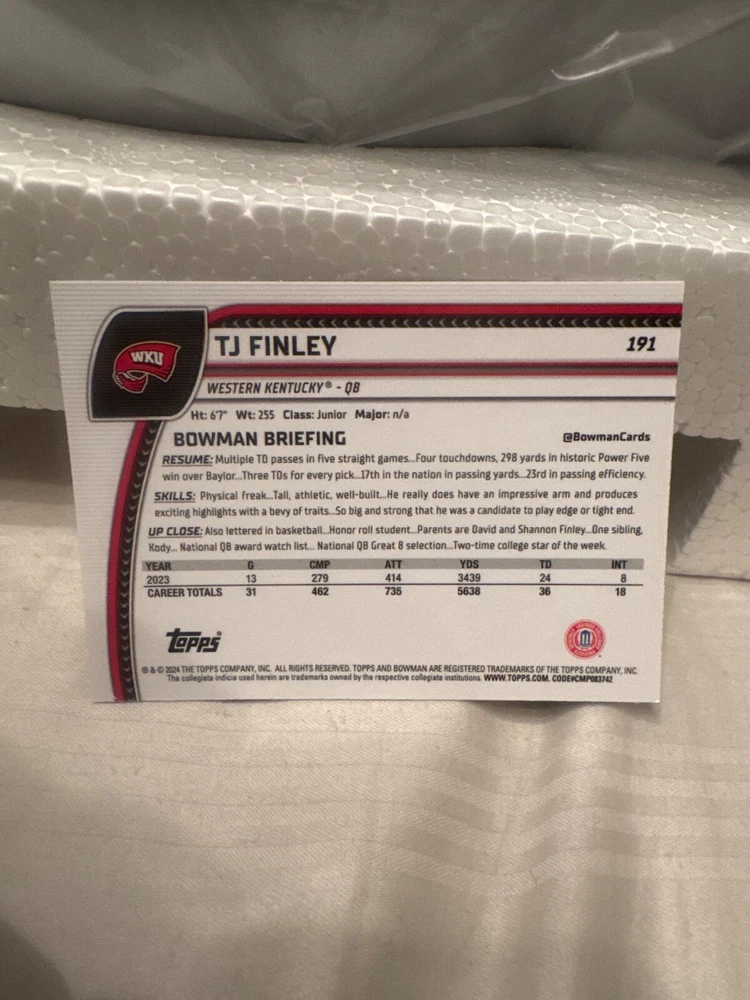 WKU
TJ FINLEY
191
WESTERN KENTUCKY® - QB
Ht: 6'7" Wt: 255 Class: Junior Major: n/a
BOWMAN BRIEFING
@BowmanCards
RESUME: Multiple TD passes in five straight games...Four touchdowns, 298 yards in historic Power Five
win over Baylor...Three TDs for every pick...17th in the nation in passing yards...23rd in passing efficiency.
SKILLS: Physical freak...Tall, athletic, well-built...He really does have an impressive arm and produces
exciting highlights with a bevy of traits...So big and strong that he was a candidate to play edge or tight end.
UP CLOSE: Also lettered in basketball...Honor roll student...Parents are David and Shannon Finley...One sibling,
Kody... National QB award watch list... National QB Great 8 selection...Two-time college star of the week.
YEAR G CMP ATT YDS TD INT
2023 13 279 414 3439 24 8
CAREER TOTALS 31 462 735 5638 36 18
Topps®
® & © 2024 THE TOPPS COMPANY, INC. ALL RIGHTS RESERVED. TOPPS AND BOWMAN ARE REGISTERED TRADEMARKS OF THE TOPPS COMPANY, INC.
The collegiate indicia used herein are trademarks owned by the respective collegiate institutions. WWW.TOPPS.COM. CODE#CMP083742